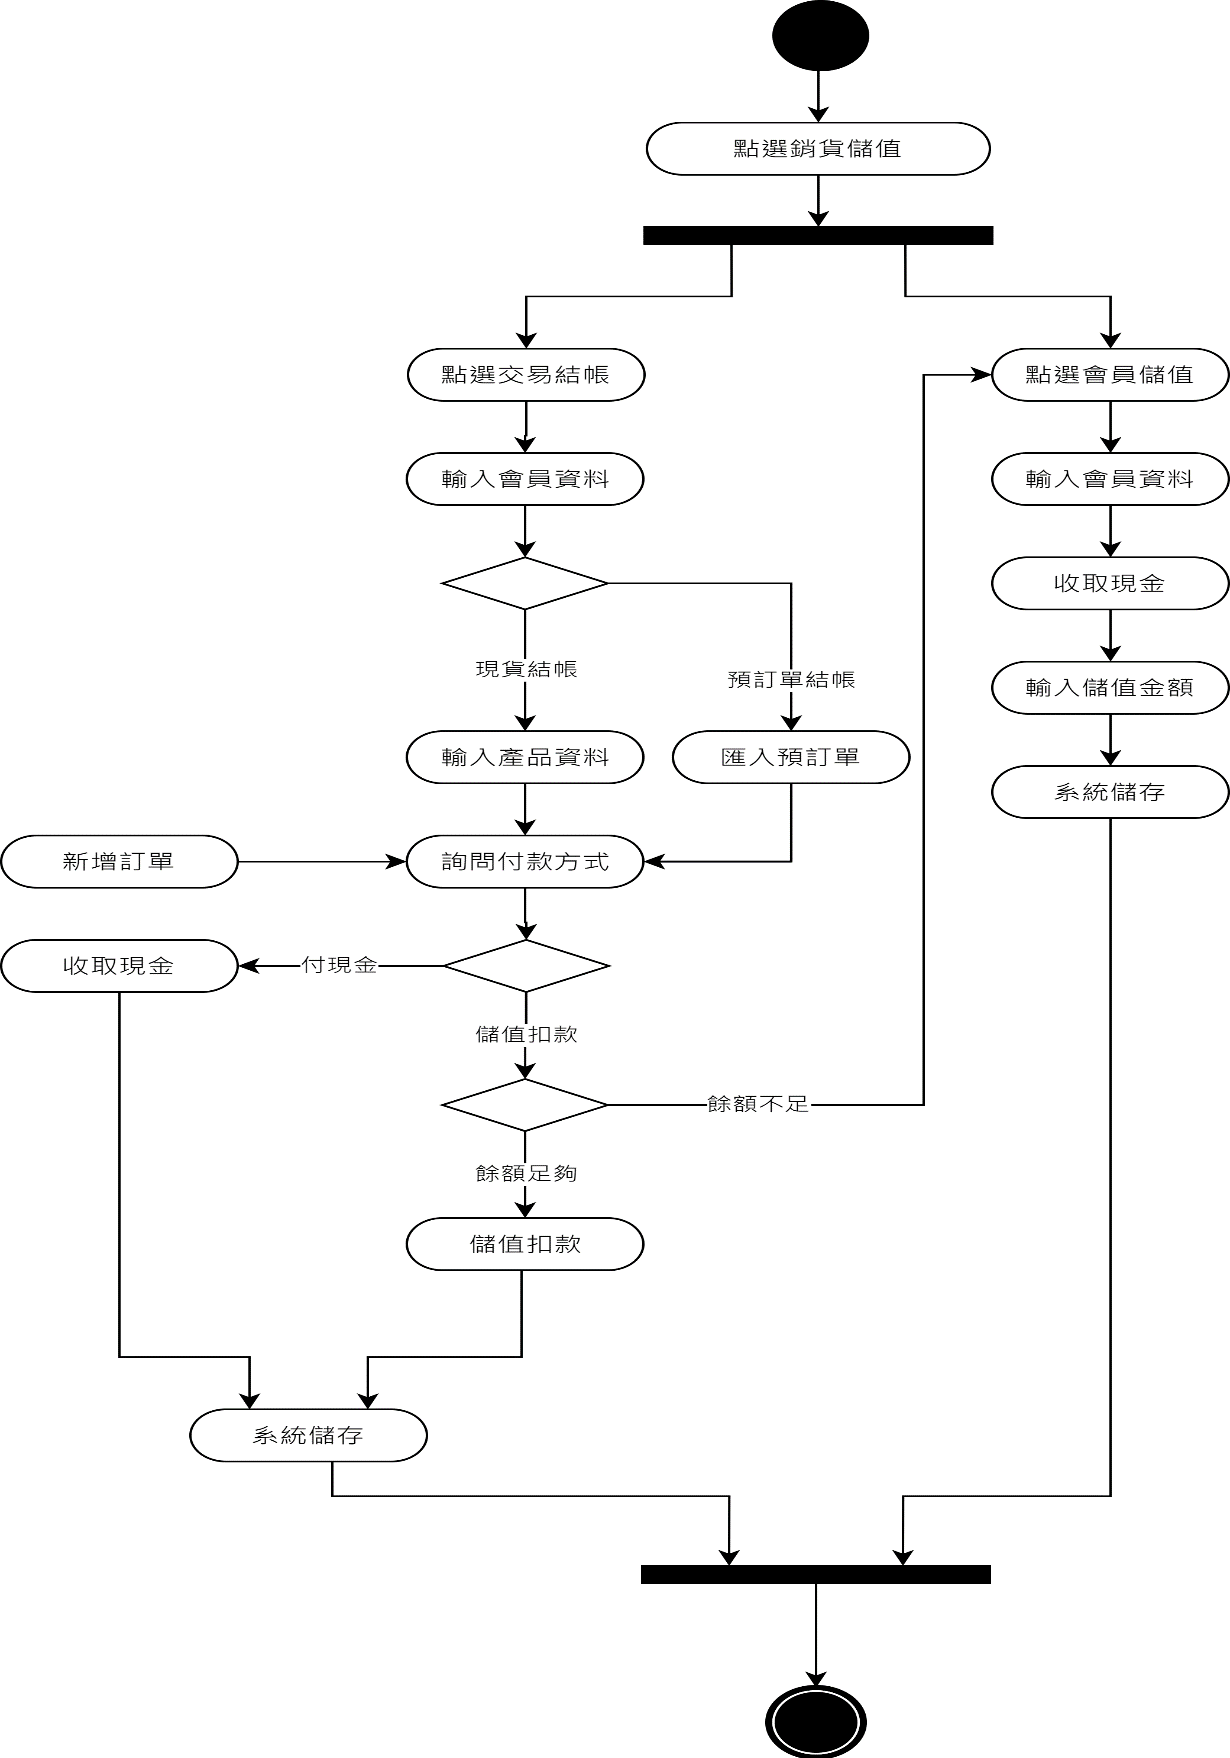 點選銷貨儲值
點選交易結帳
點選會員儲值
輸入會員資料
輸入會員資料
收取現金
現貨結帳
預訂單結帳
輸入儲值金額
輸入產品資料
匯入預訂單
系統儲存
新增訂單
詢問付款方式
收取現金
付現金
儲值扣款
餘額不足
餘額足夠
儲值扣款
系統儲存